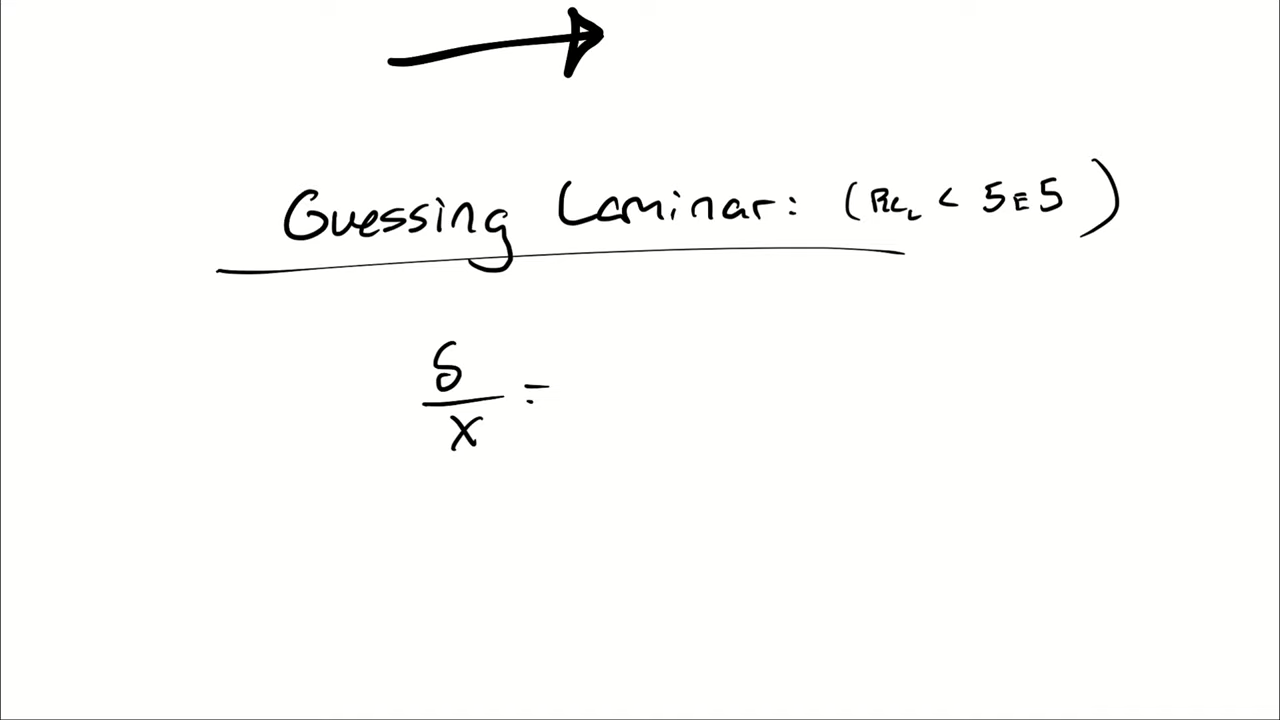 Guessing Laminar: (Re_L < 5E5)
δ/x =